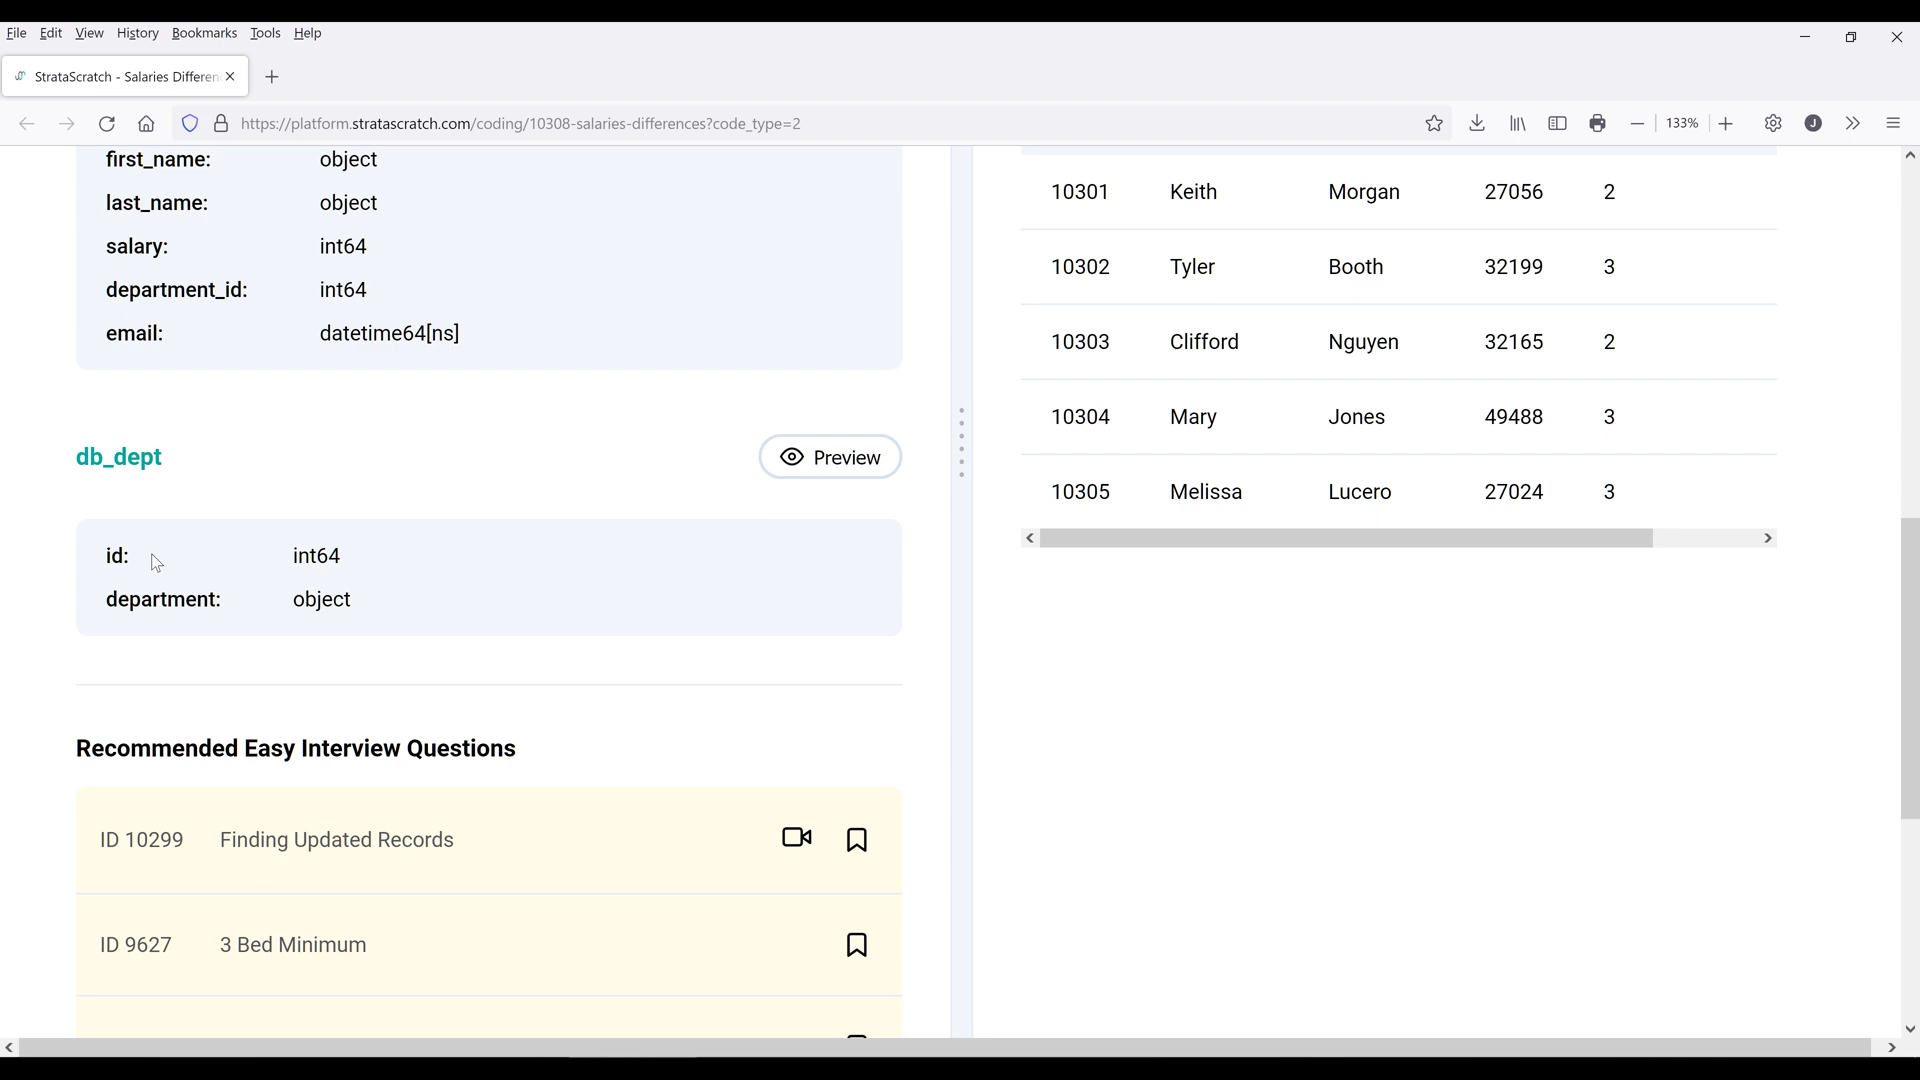 File Edit View History Bookmarks Tools Help
StrataScratch - Salaries Differen
https://platform.stratascratch.com/coding/10308-salaries-differences?code_type=2
133%
J
first_name: object
last_name: object
salary: int64
department_id: int64
email: datetime64[ns]
db_dept
Preview
id: int64
department: object
Recommended Easy Interview Questions
ID 10299 Finding Updated Records
ID 9627 3 Bed Minimum
10301 Keith Morgan 27056 2
10302 Tyler Booth 32199 3
10303 Clifford Nguyen 32165 2
10304 Mary Jones 49488 3
10305 Melissa Lucero 27024 3